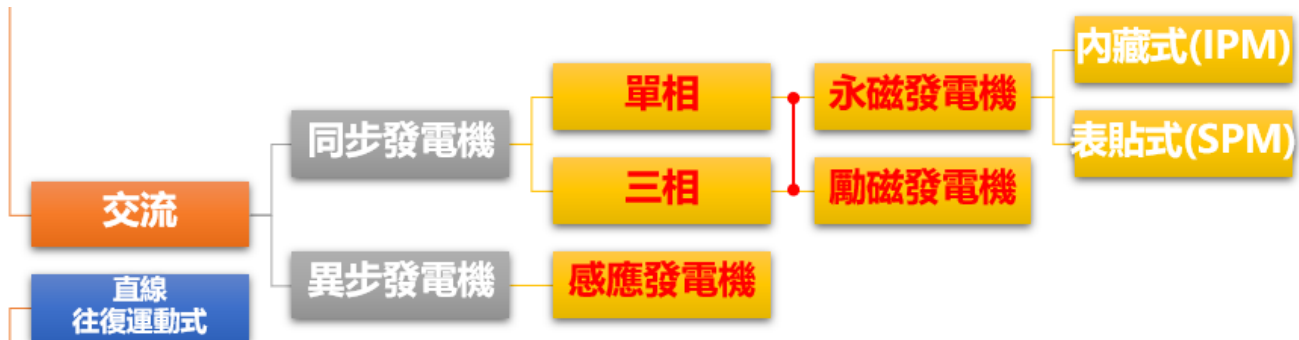 內藏式(IPM)
單相
永磁發電機
同步發電機
表貼式(SPM)
三相
勵磁發電機
交流
異步發電機
感應發電機
直線
往復運動式